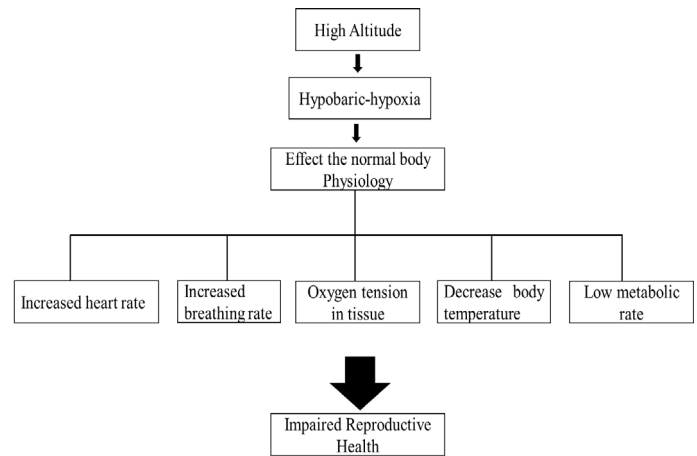 High Altitude
Hypobaric-hypoxia
Effect the normal body
Physiology
Increased heart rate
Increased
breathing rate
Oxygen tension
in tissue
Decrease body
temperature
Low metabolic
rate
Impaired Reproductive
Health